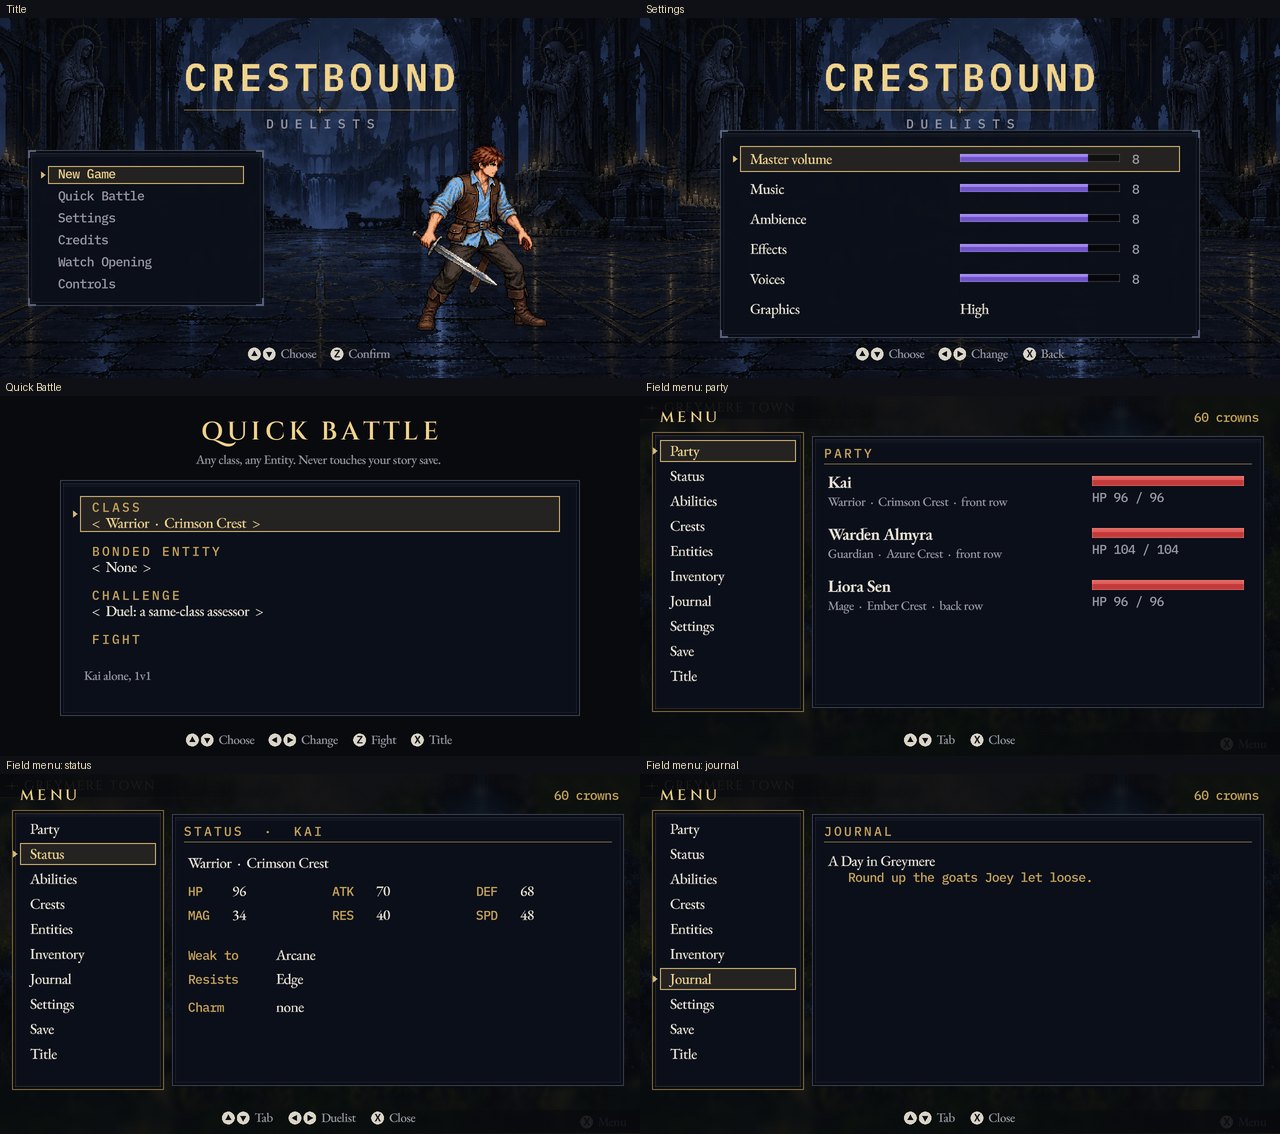 Title
CRESTBOUND
DUELISTS
New Game
Quick Battle
Settings
Credits
Watch Opening
Controls
Choose Z Confirm
Settings
CRESTBOUND
DUELISTS
Master volume 8
Music 8
Ambience 8
Effects 8
Voices 8
Graphics High
Choose Change X Back
Quick Battle
QUICK BATTLE
Any class, any Entity. Never touches your story save.
CLASS
< Warrior · Crimson Crest >
BONDED ENTITY
< None >
CHALLENGE
< Duel: a same-class assessor >
FIGHT
Kai alone, 1v1
Choose Change Z Fight X Title
Field menu: party
GREYMERE TOWN
MENU
60 crowns
Party
Status
Abilities
Crests
Entities
Inventory
Journal
Settings
Save
Title
PARTY
Kai
Warrior · Crimson Crest · front row
HP 96 / 96
Warden Almyra
Guardian · Azure Crest · front row
HP 104 / 104
Liora Sen
Mage · Ember Crest · back row
HP 96 / 96
Tab X Close
X Menu
Field menu: status
GREYMERE TOWN
MENU
60 crowns
Party
Status
Abilities
Crests
Entities
Inventory
Journal
Settings
Save
Title
STATUS · KAI
Warrior · Crimson Crest
HP 96 ATK 70 DEF 68
MAG 34 RES 40 SPD 48
Weak to Arcane
Resists Edge
Charm none
Tab Duelist X Close
X Menu
Field menu: journal
GREYMERE TOWN
MENU
60 crowns
Party
Status
Abilities
Crests
Entities
Inventory
Journal
Settings
Save
Title
JOURNAL
A Day in Greymere
Round up the goats Joey let loose.
Tab X Close
X Menu